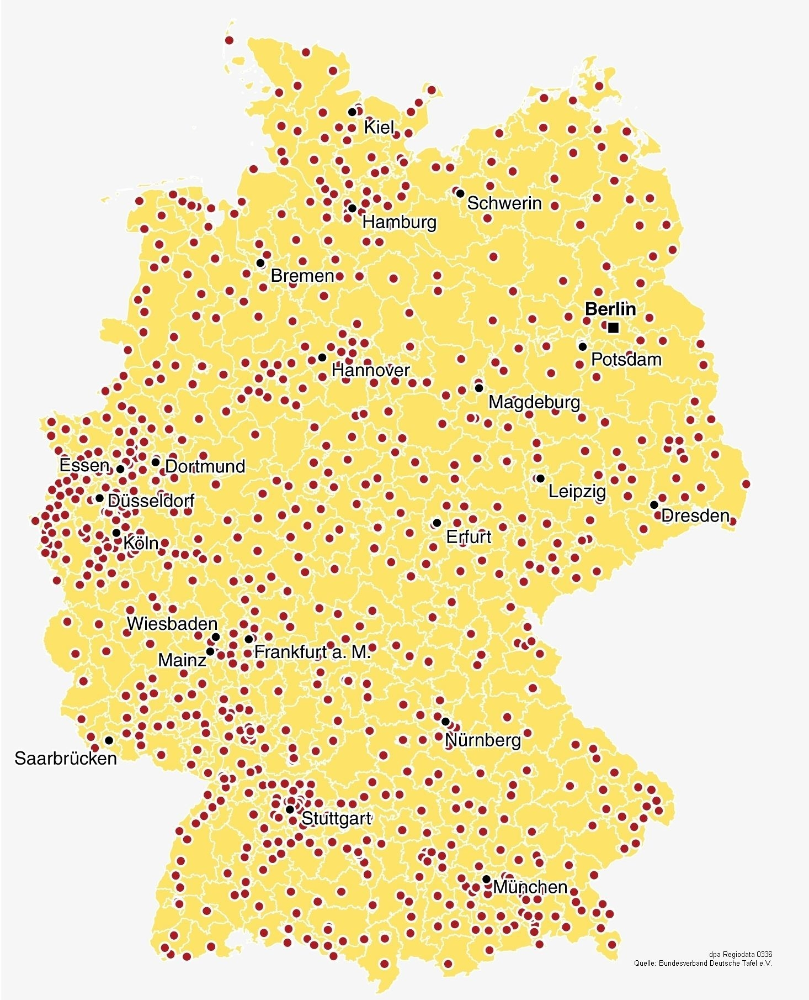 Kiel
Schwerin
Hamburg
Bremen
Berlin
Potsdam
Hannover
Magdeburg
Essen
Dortmund
Leipzig
Düsseldorf
Dresden
Erfurt
Köln
Wiesbaden
Frankfurt a. M.
Mainz
Nürnberg
Saarbrücken
Stuttgart
München
dpa Regiodata 0336
Quelle: Bundesverband Deutsche Tafel e.V.